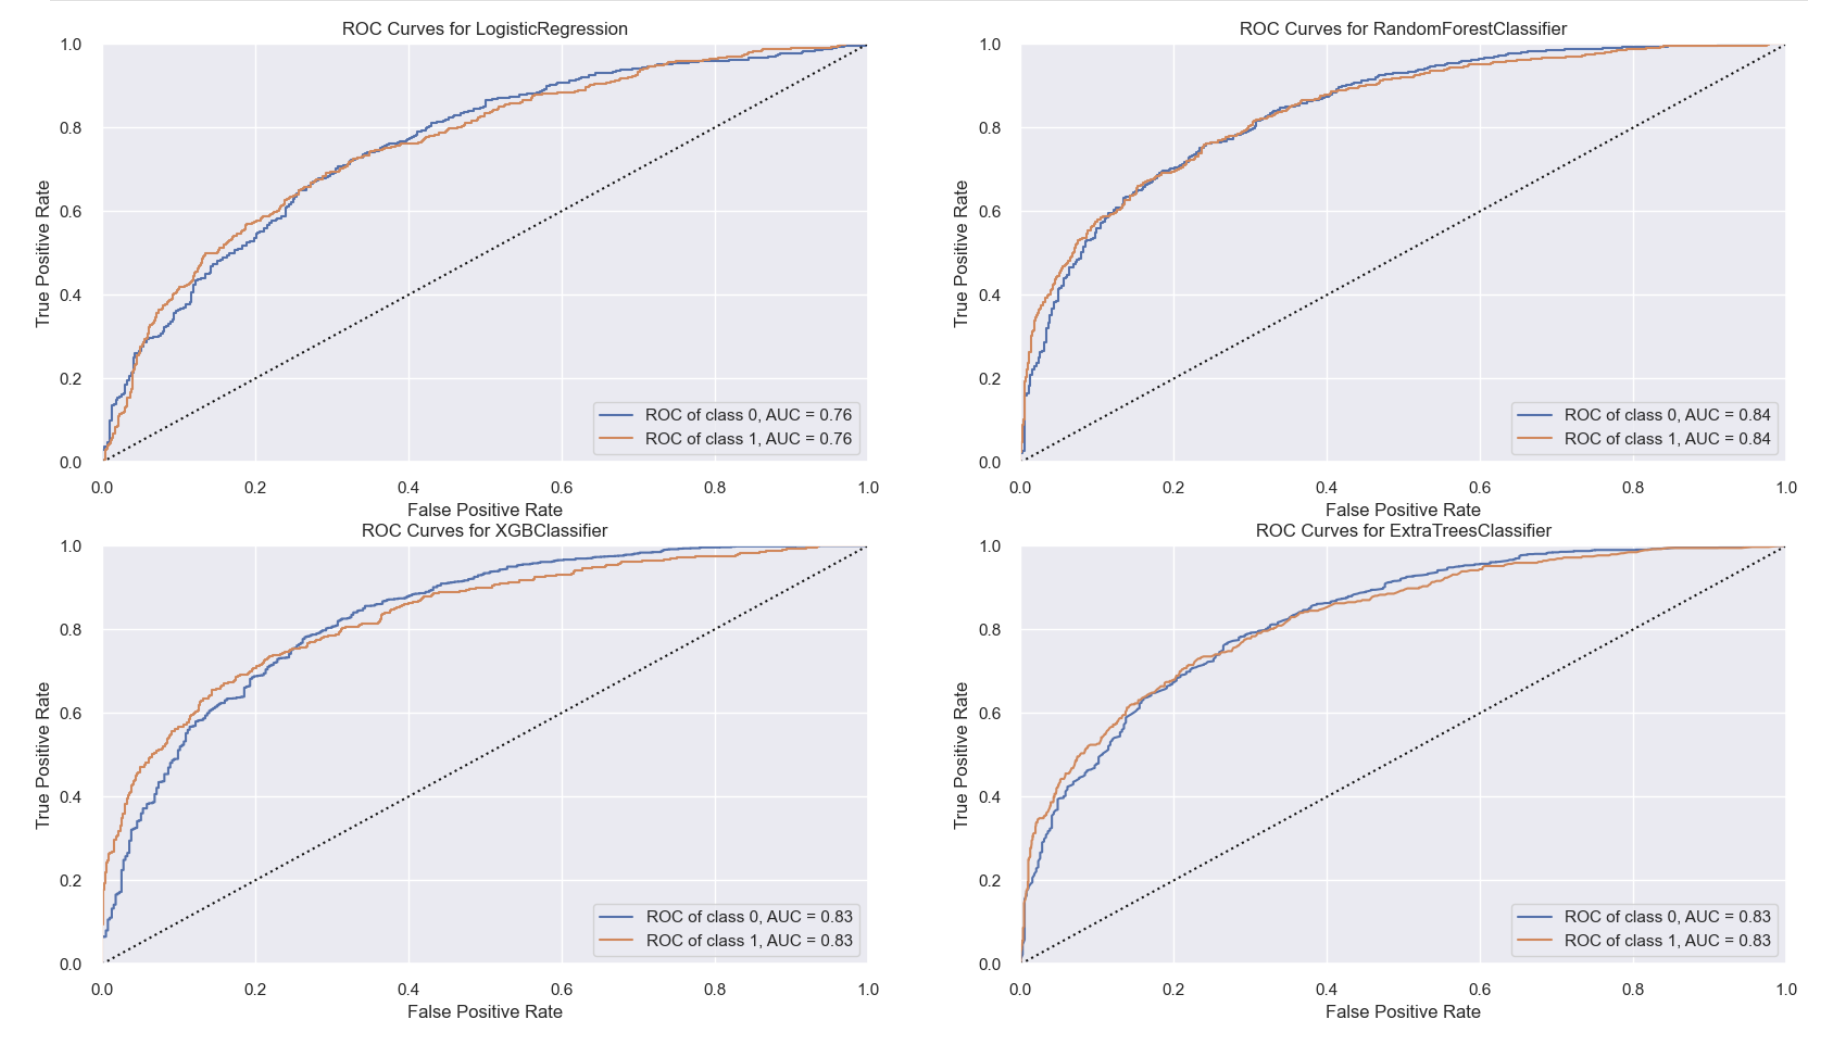 ROC Curves for LogisticRegression
1.0
0.8
0.6
0.4
0.2
0.0
True Positive Rate
ROC of class 0, AUC = 0.76
ROC of class 1, AUC = 0.76
0.0 0.2 0.4 0.6 0.8 1.0
False Positive Rate
ROC Curves for RandomForestClassifier
1.0
0.8
0.6
0.4
0.2
0.0
True Positive Rate
ROC of class 0, AUC = 0.84
ROC of class 1, AUC = 0.84
0.0 0.2 0.4 0.6 0.8 1.0
False Positive Rate
ROC Curves for XGBClassifier
1.0
0.8
0.6
0.4
0.2
0.0
True Positive Rate
ROC of class 0, AUC = 0.83
ROC of class 1, AUC = 0.83
0.0 0.2 0.4 0.6 0.8 1.0
False Positive Rate
ROC Curves for ExtraTreesClassifier
1.0
0.8
0.6
0.4
0.2
0.0
True Positive Rate
ROC of class 0, AUC = 0.83
ROC of class 1, AUC = 0.83
0.0 0.2 0.4 0.6 0.8 1.0
False Positive Rate